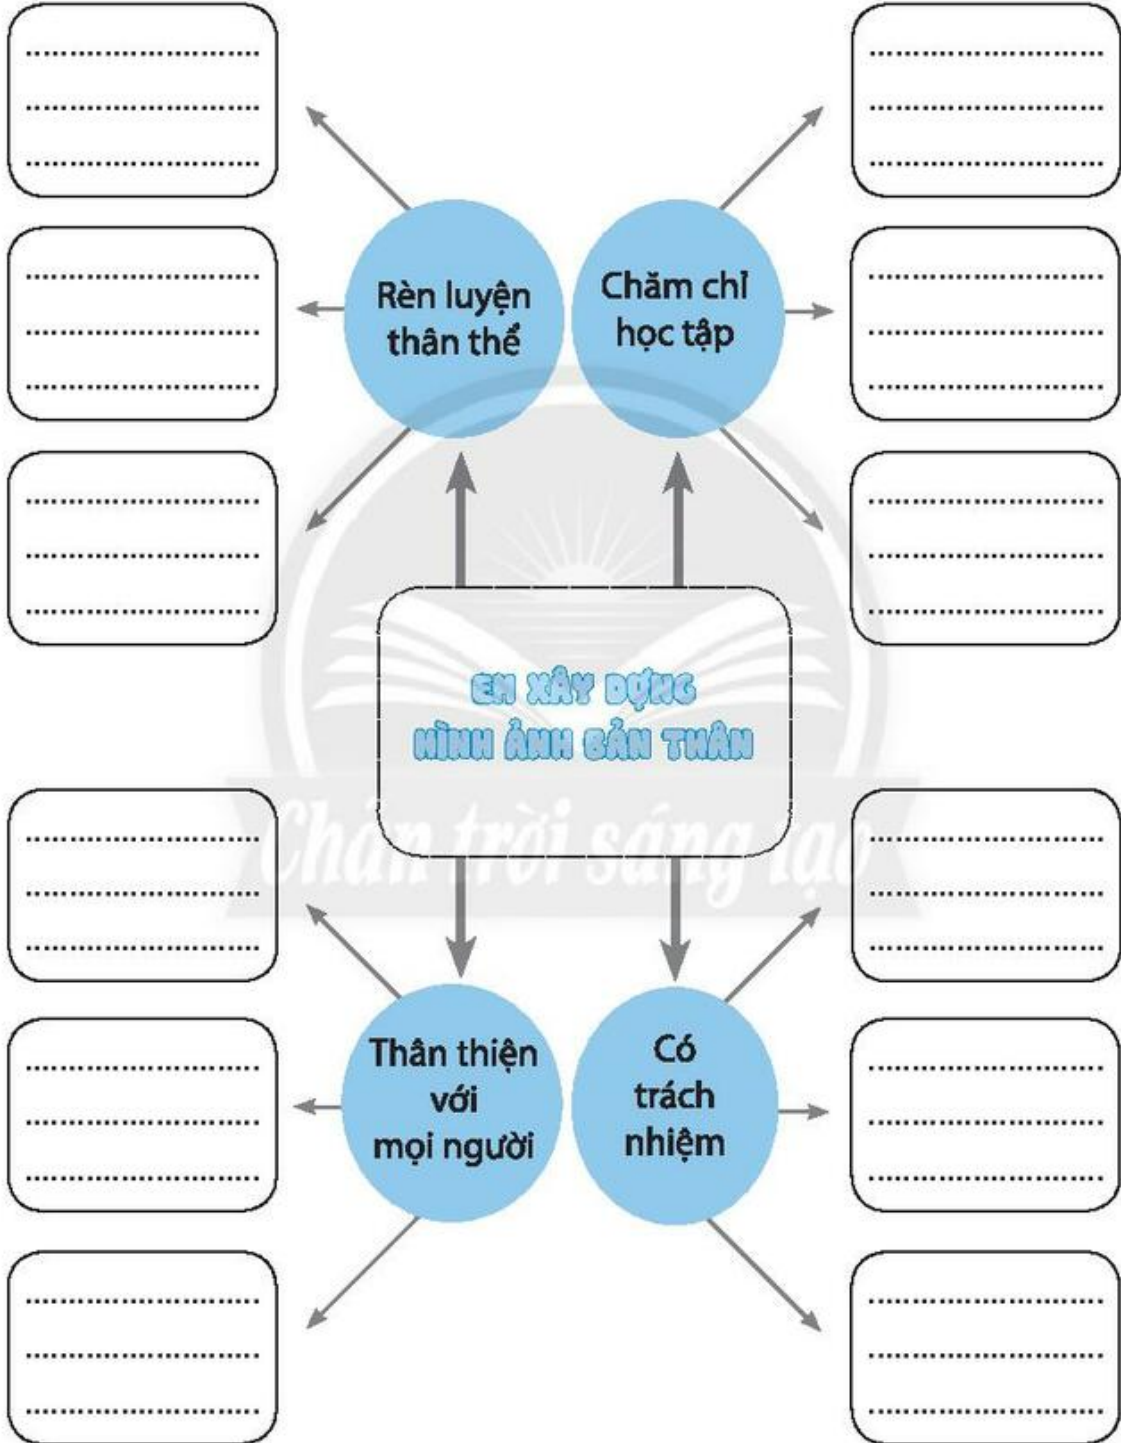 Rèn luyện
thân thể
Chăm chỉ
học tập
EM XÂY DỰNG
HÌNH ẢNH BẢN THÂN
Chân trời sáng tạo
Thân thiện
với
mọi người
Có
trách
nhiệm